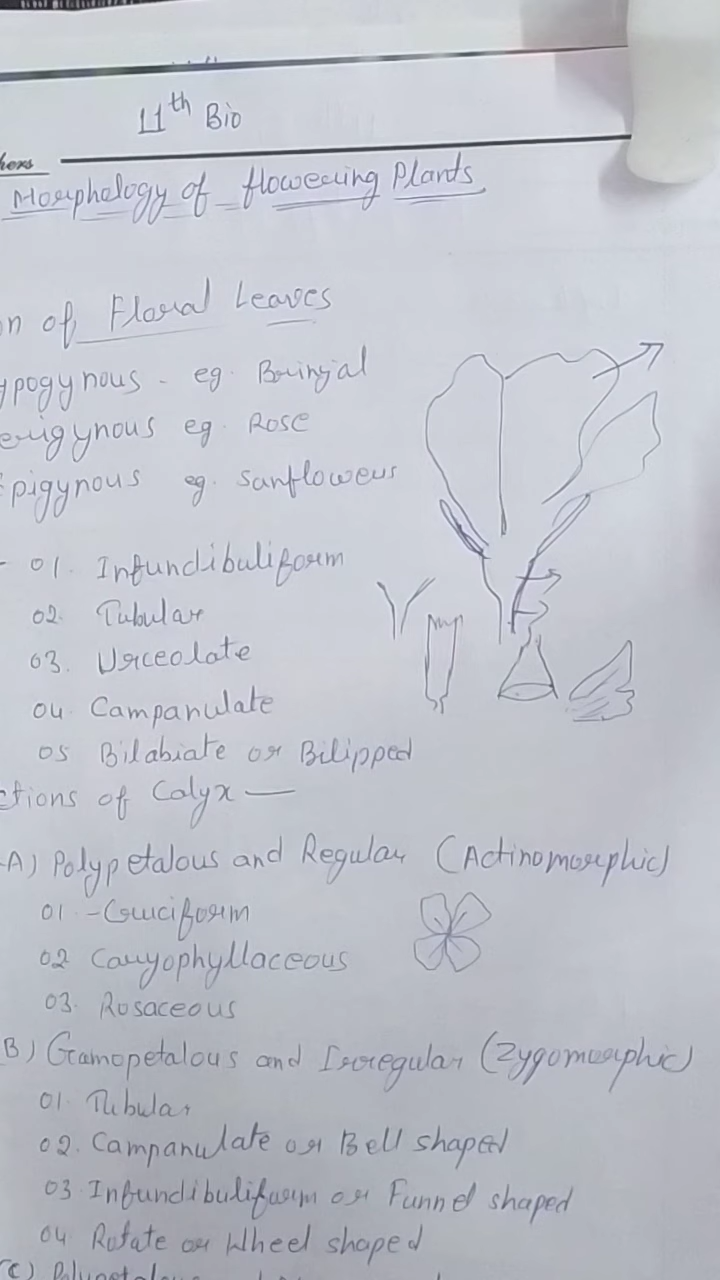 11th Bio
hers
Morphology of flowering Plants
on of Floral Leaves
ypogynous - eg. Brinjal
erigynous eg. Rose
Epigynous eg. Sunflowers
- 01. Infundibuliform
02. Tubular
03. Urceolate
04. Campanulate
05 Bilabiate or Bilipped
ctions of Calyx —
A) Polypetalous and Regular (Actinomorphic)
01 - Cruciform
02 Caryophyllaceous
03. Rosaceous
B) Gamopetalous and Irregular (Zygomorphic)
01. Tubular
02. Campanulate or Bell shaped
03 Infundibuliform or Funnel shaped
04 Rotate or Wheel shaped
(C)